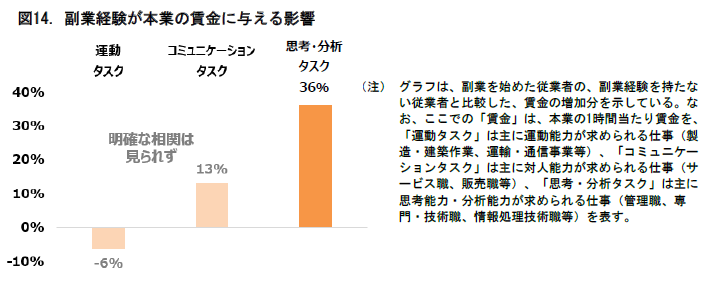 図14. 副業経験が本業の賃金に与える影響
運動
タスク
コミュニケーション
タスク
思考・分析
タスク
36%
40%
30%
20%
10%
0%
-10%
明確な相関は
見られず
13%
-6%
（注） グラフは、副業を始めた従業者の、副業経験を持たな
い従業者と比較した、賃金の増加分を示している。な
お、ここでの「賃金」は、本業の1時間当たり賃金を、
「運動タスク」は主に運動能力が求められる仕事（製
造・建築作業、運輸・通信事業等）、「コミュニケー
ションタスク」は主に対人能力が求められる仕事（サ
ービス職、販売職等）、「思考・分析タスク」は主に
思考能力・分析能力が求められる仕事（管理職、専
門・技術職、情報処理技術職等）を表す。